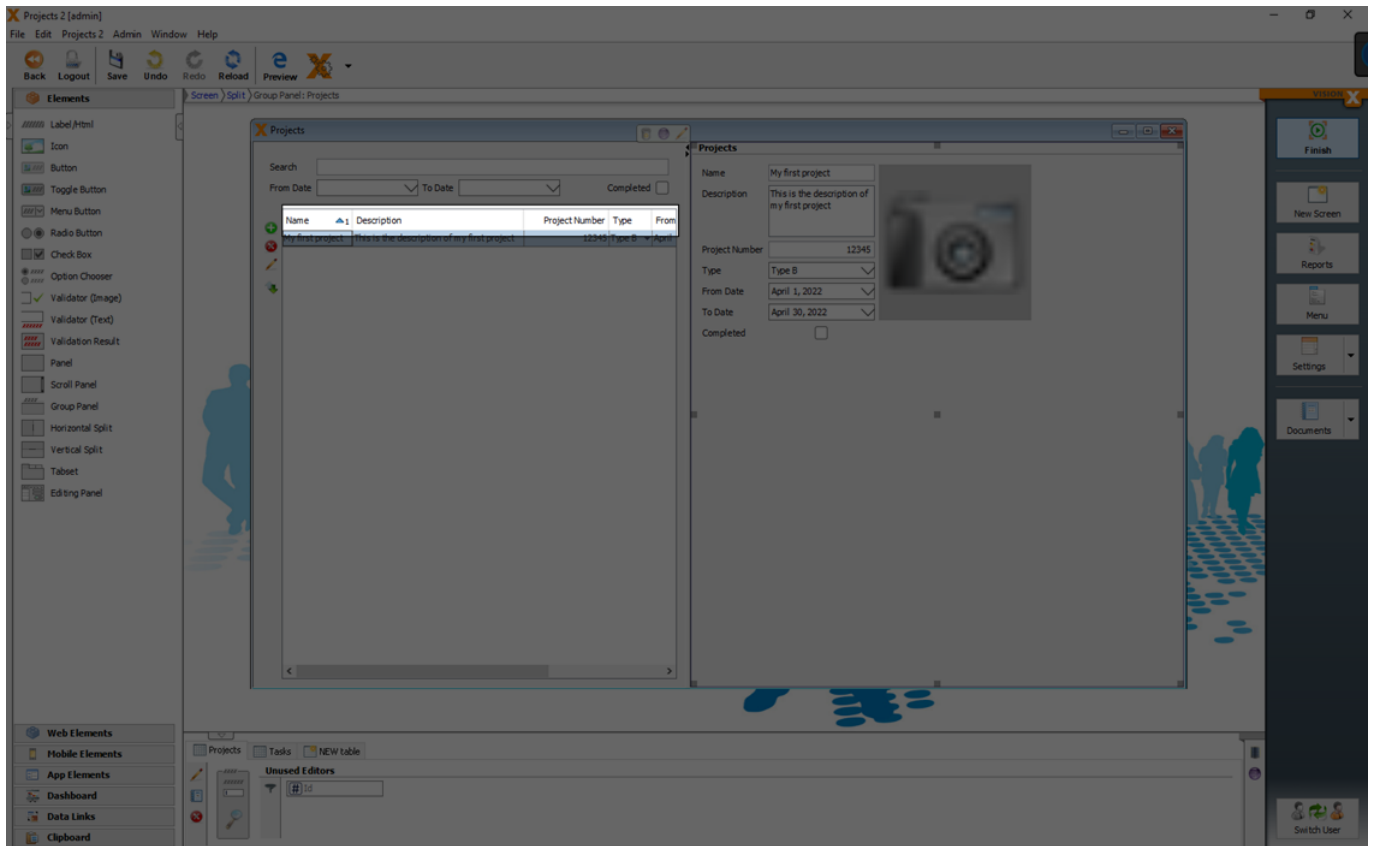 Projects 2 [admin]
File Edit Projects 2 Admin Window Help
Back Logout Save Undo Redo Reload Preview
Elements
Screen Split Group Panel: Projects
VISION X
Label/Html
Icon
Button
Toggle Button
Menu Button
Radio Button
Check Box
Option Chooser
Validator (Image)
Validator (Text)
Validation Result
Panel
Scroll Panel
Group Panel
Horizontal Split
Vertical Split
Tabset
Editing Panel
Web Elements
Mobile Elements
App Elements
Dashboard
Data Links
Clipboard
Projects
Search
From Date To Date Completed
Name 1 Description Project Number Type From
My first project This is the description of my first project 12345 Type B April
Projects
Name My first project
Description This is the description of
my first project
Project Number 12345
Type Type B
From Date April 1, 2022
To Date April 30, 2022
Completed
Finish
New Screen
Reports
Menu
Settings
Documents
Switch User
Projects Tasks NEW table
Unused Editors
# Id